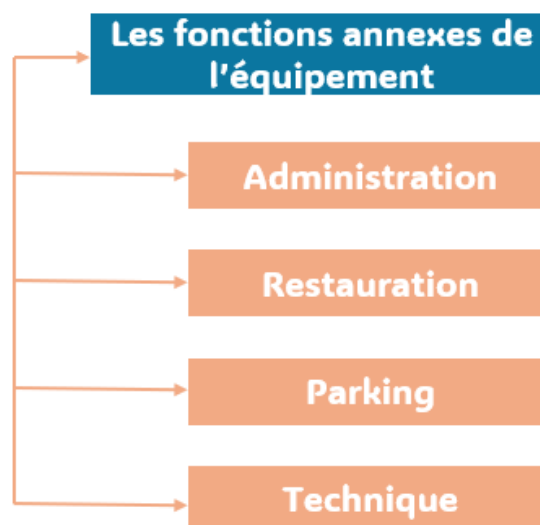 Les fonctions annexes de
l'équipement
Administration
Restauration
Parking
Technique